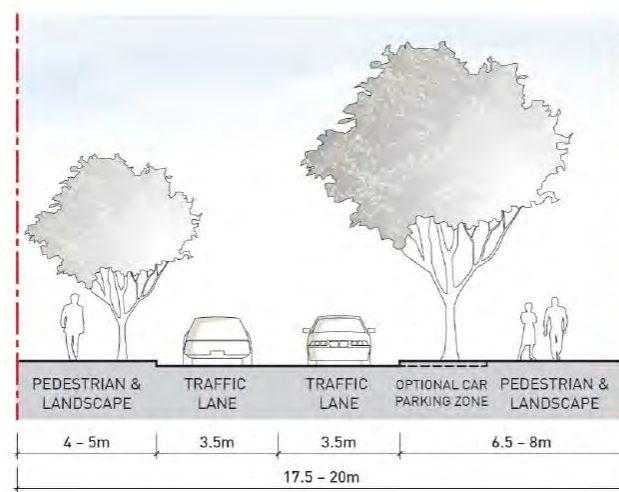 PEDESTRIAN & LANDSCAPE
TRAFFIC LANE
TRAFFIC LANE
OPTIONAL CAR PARKING ZONE
PEDESTRIAN & LANDSCAPE
4 – 5m
3.5m
3.5m
6.5 – 8m
17.5 – 20m